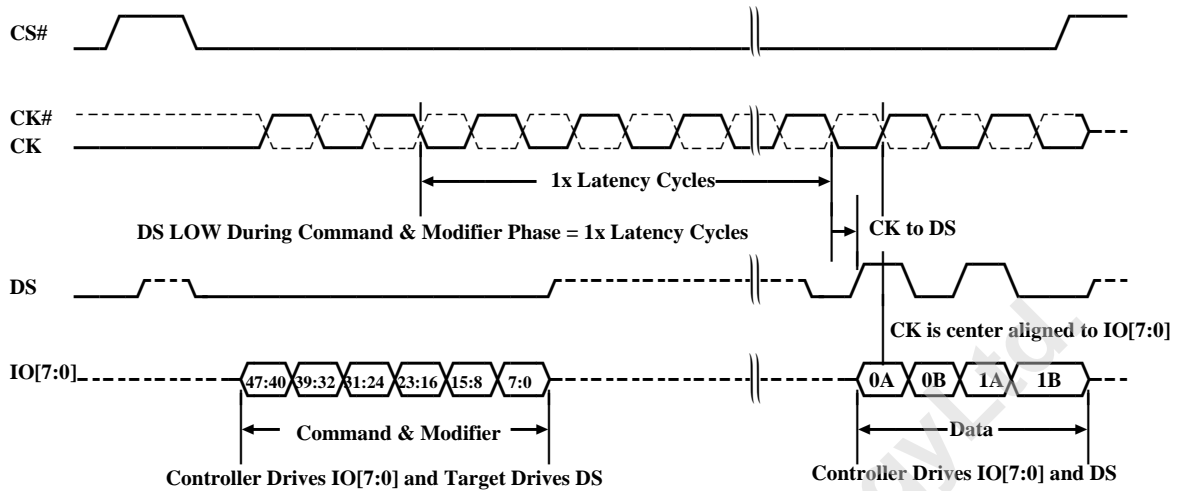 CS#
CK#
CK
1x Latency Cycles
DS LOW During Command & Modifier Phase = 1x Latency Cycles
CK to DS
DS
CK is center aligned to IO[7:0]
IO[7:0]
47:40 39:32 31:24 23:16 15:8 7:0 0A 0B 1A 1B
Command & Modifier
Data
Controller Drives IO[7:0] and Target Drives DS
Controller Drives IO[7:0] and DS